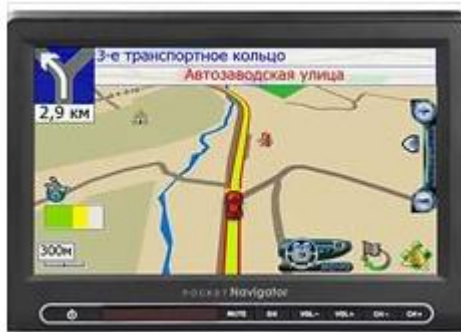 3-е транспортное кольцо
Автозаводская улица
2,9 км
300м
POCKET Navigator
MUTE VOL- VOL+ CH- CH+